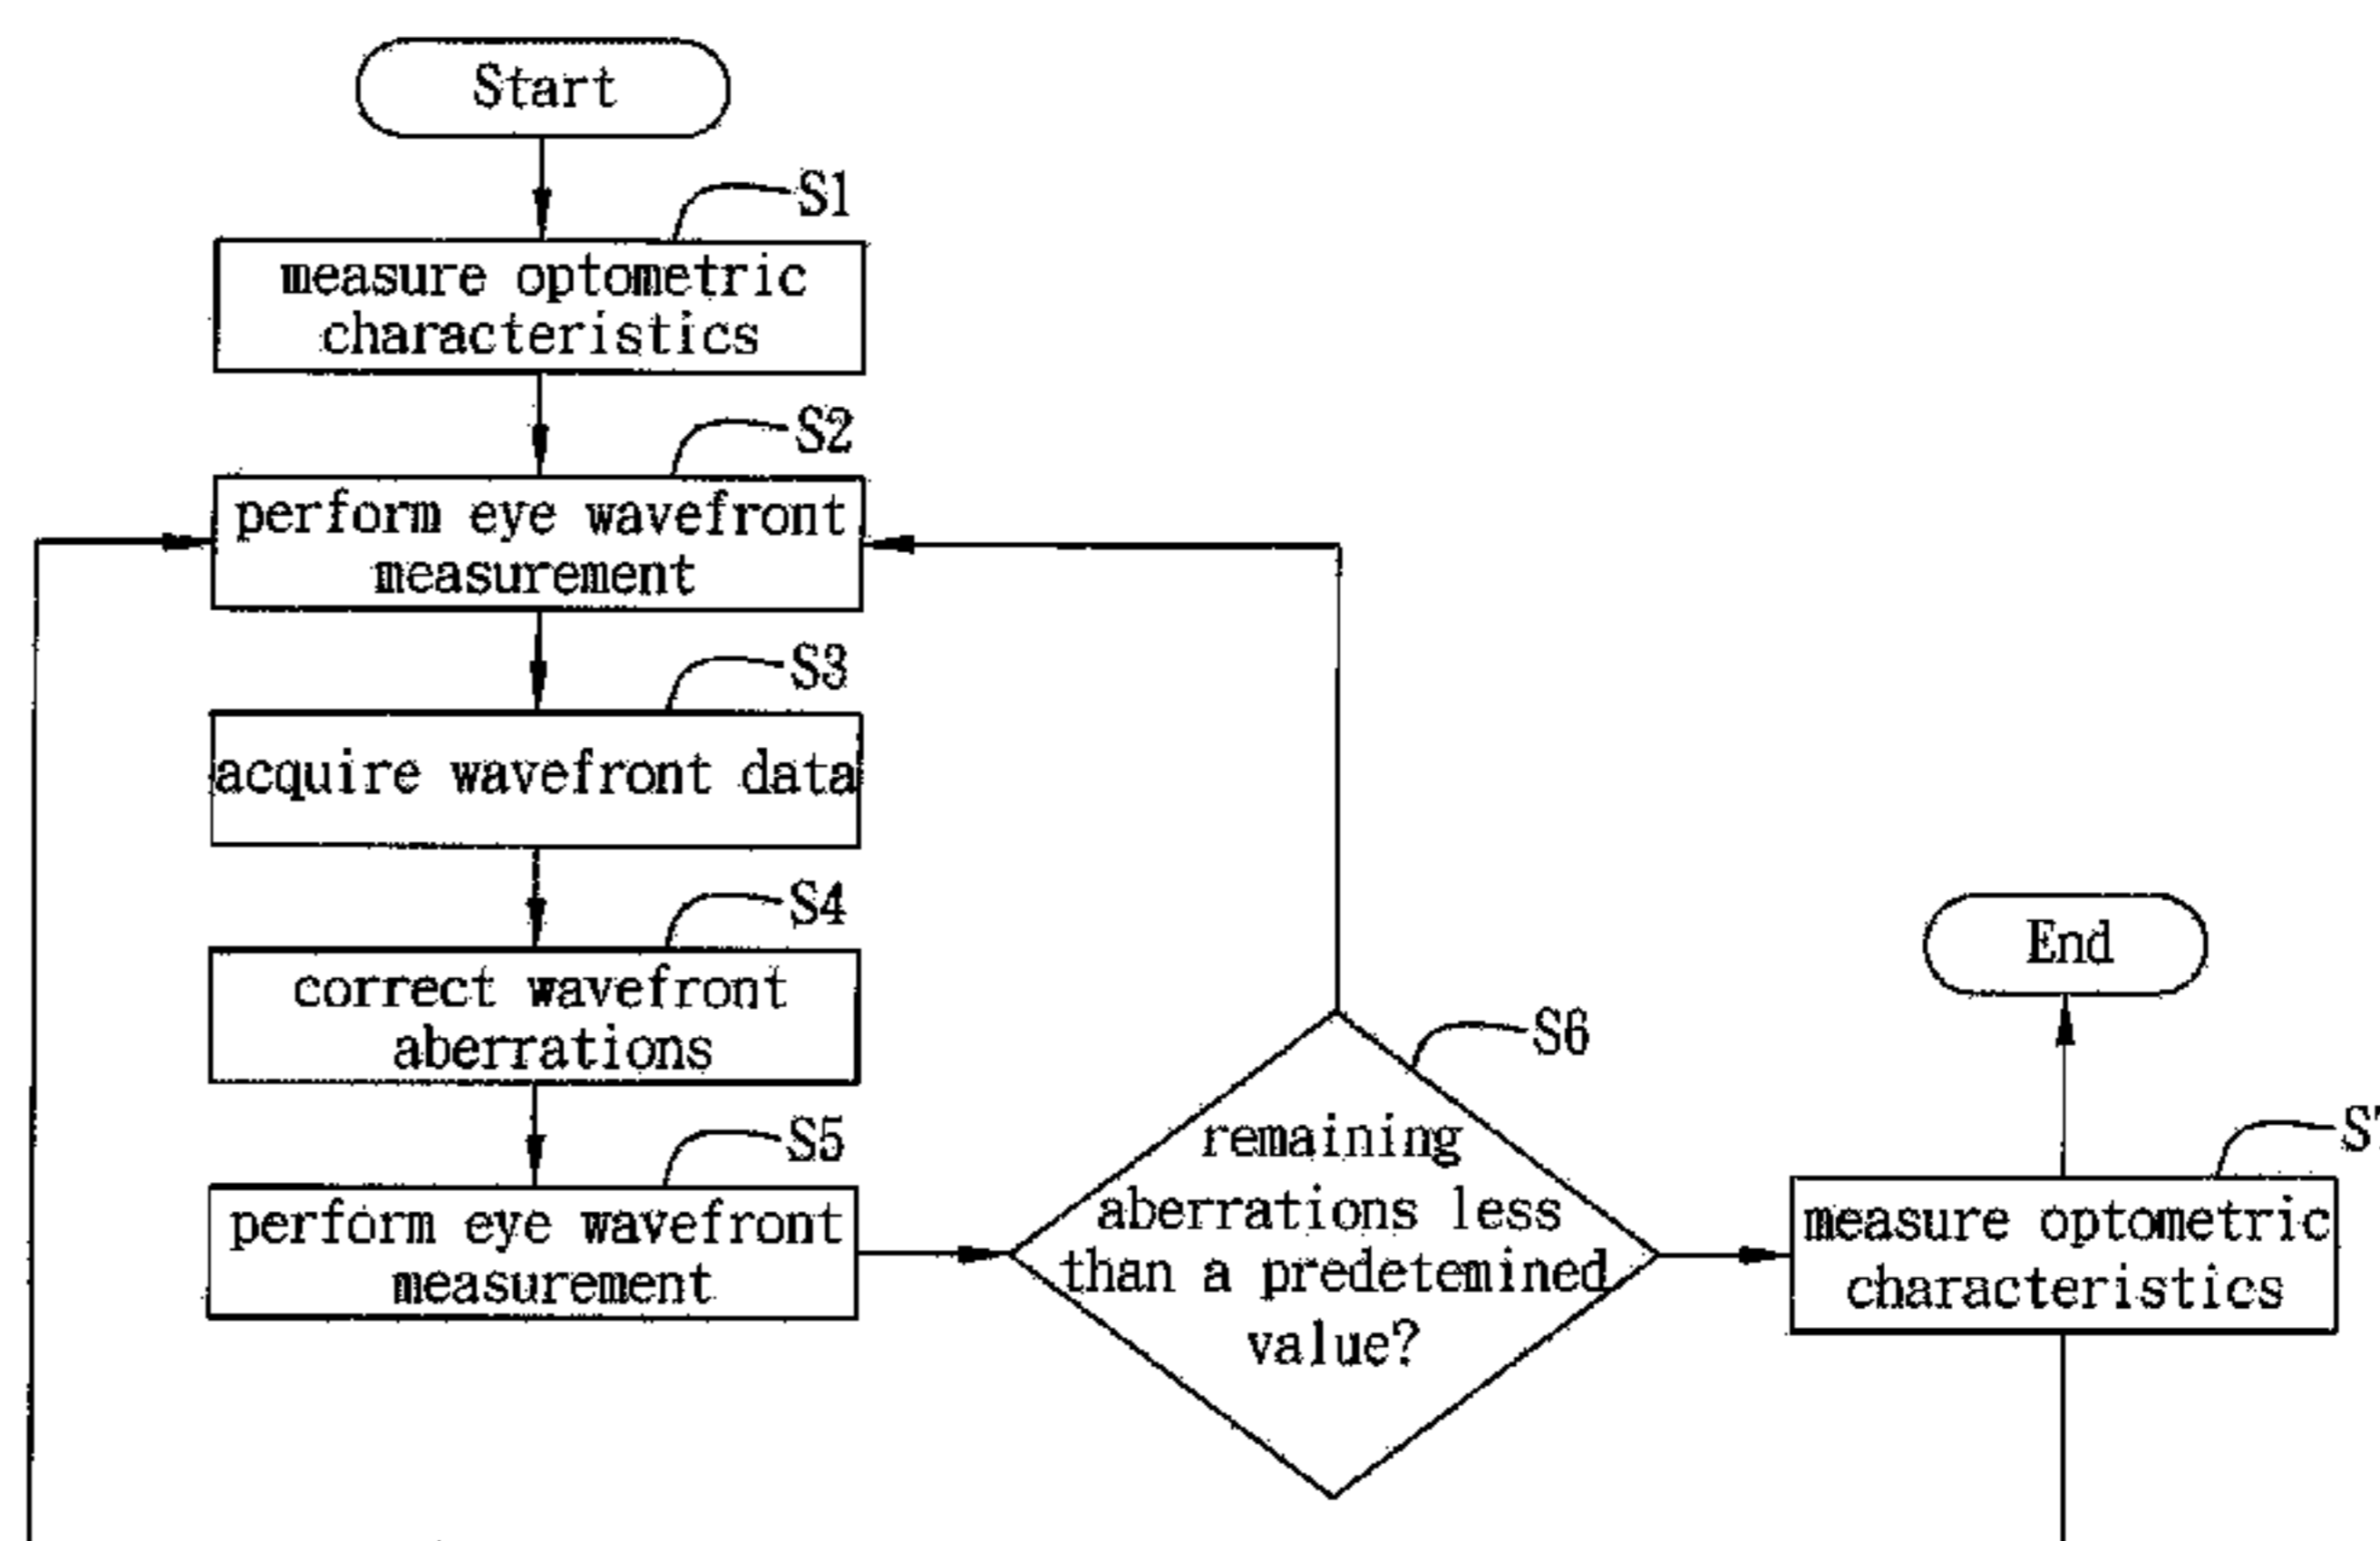 Start
S1
measure optometric
characteristics
S2
perform eye wavefront
measurement
S3
acquire wavefront data
S4
correct wavefront
aberrations
S5
perform eye wavefront
measurement
S6
remaining
aberrations less
than a predetemined
value?
End
measure optometric
characteristics